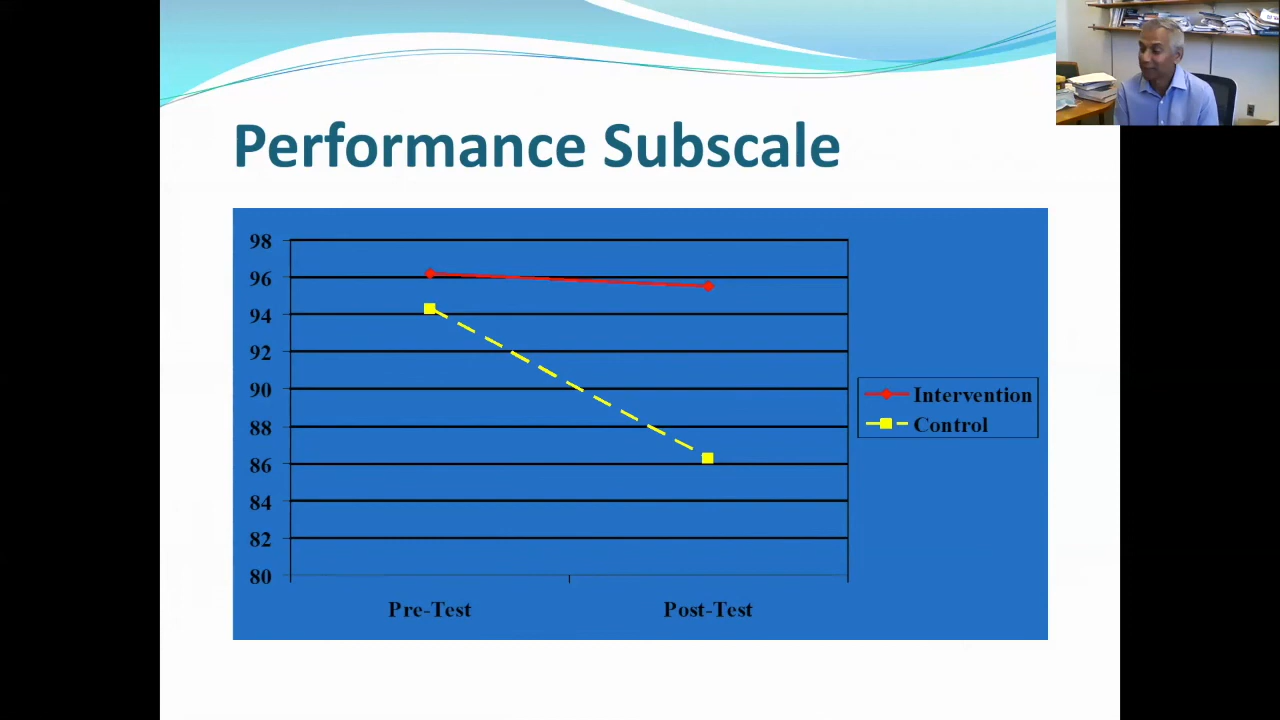 Performance Subscale
98
96
94
92
90
88
86
84
82
80
Pre-Test
Post-Test
Intervention
Control